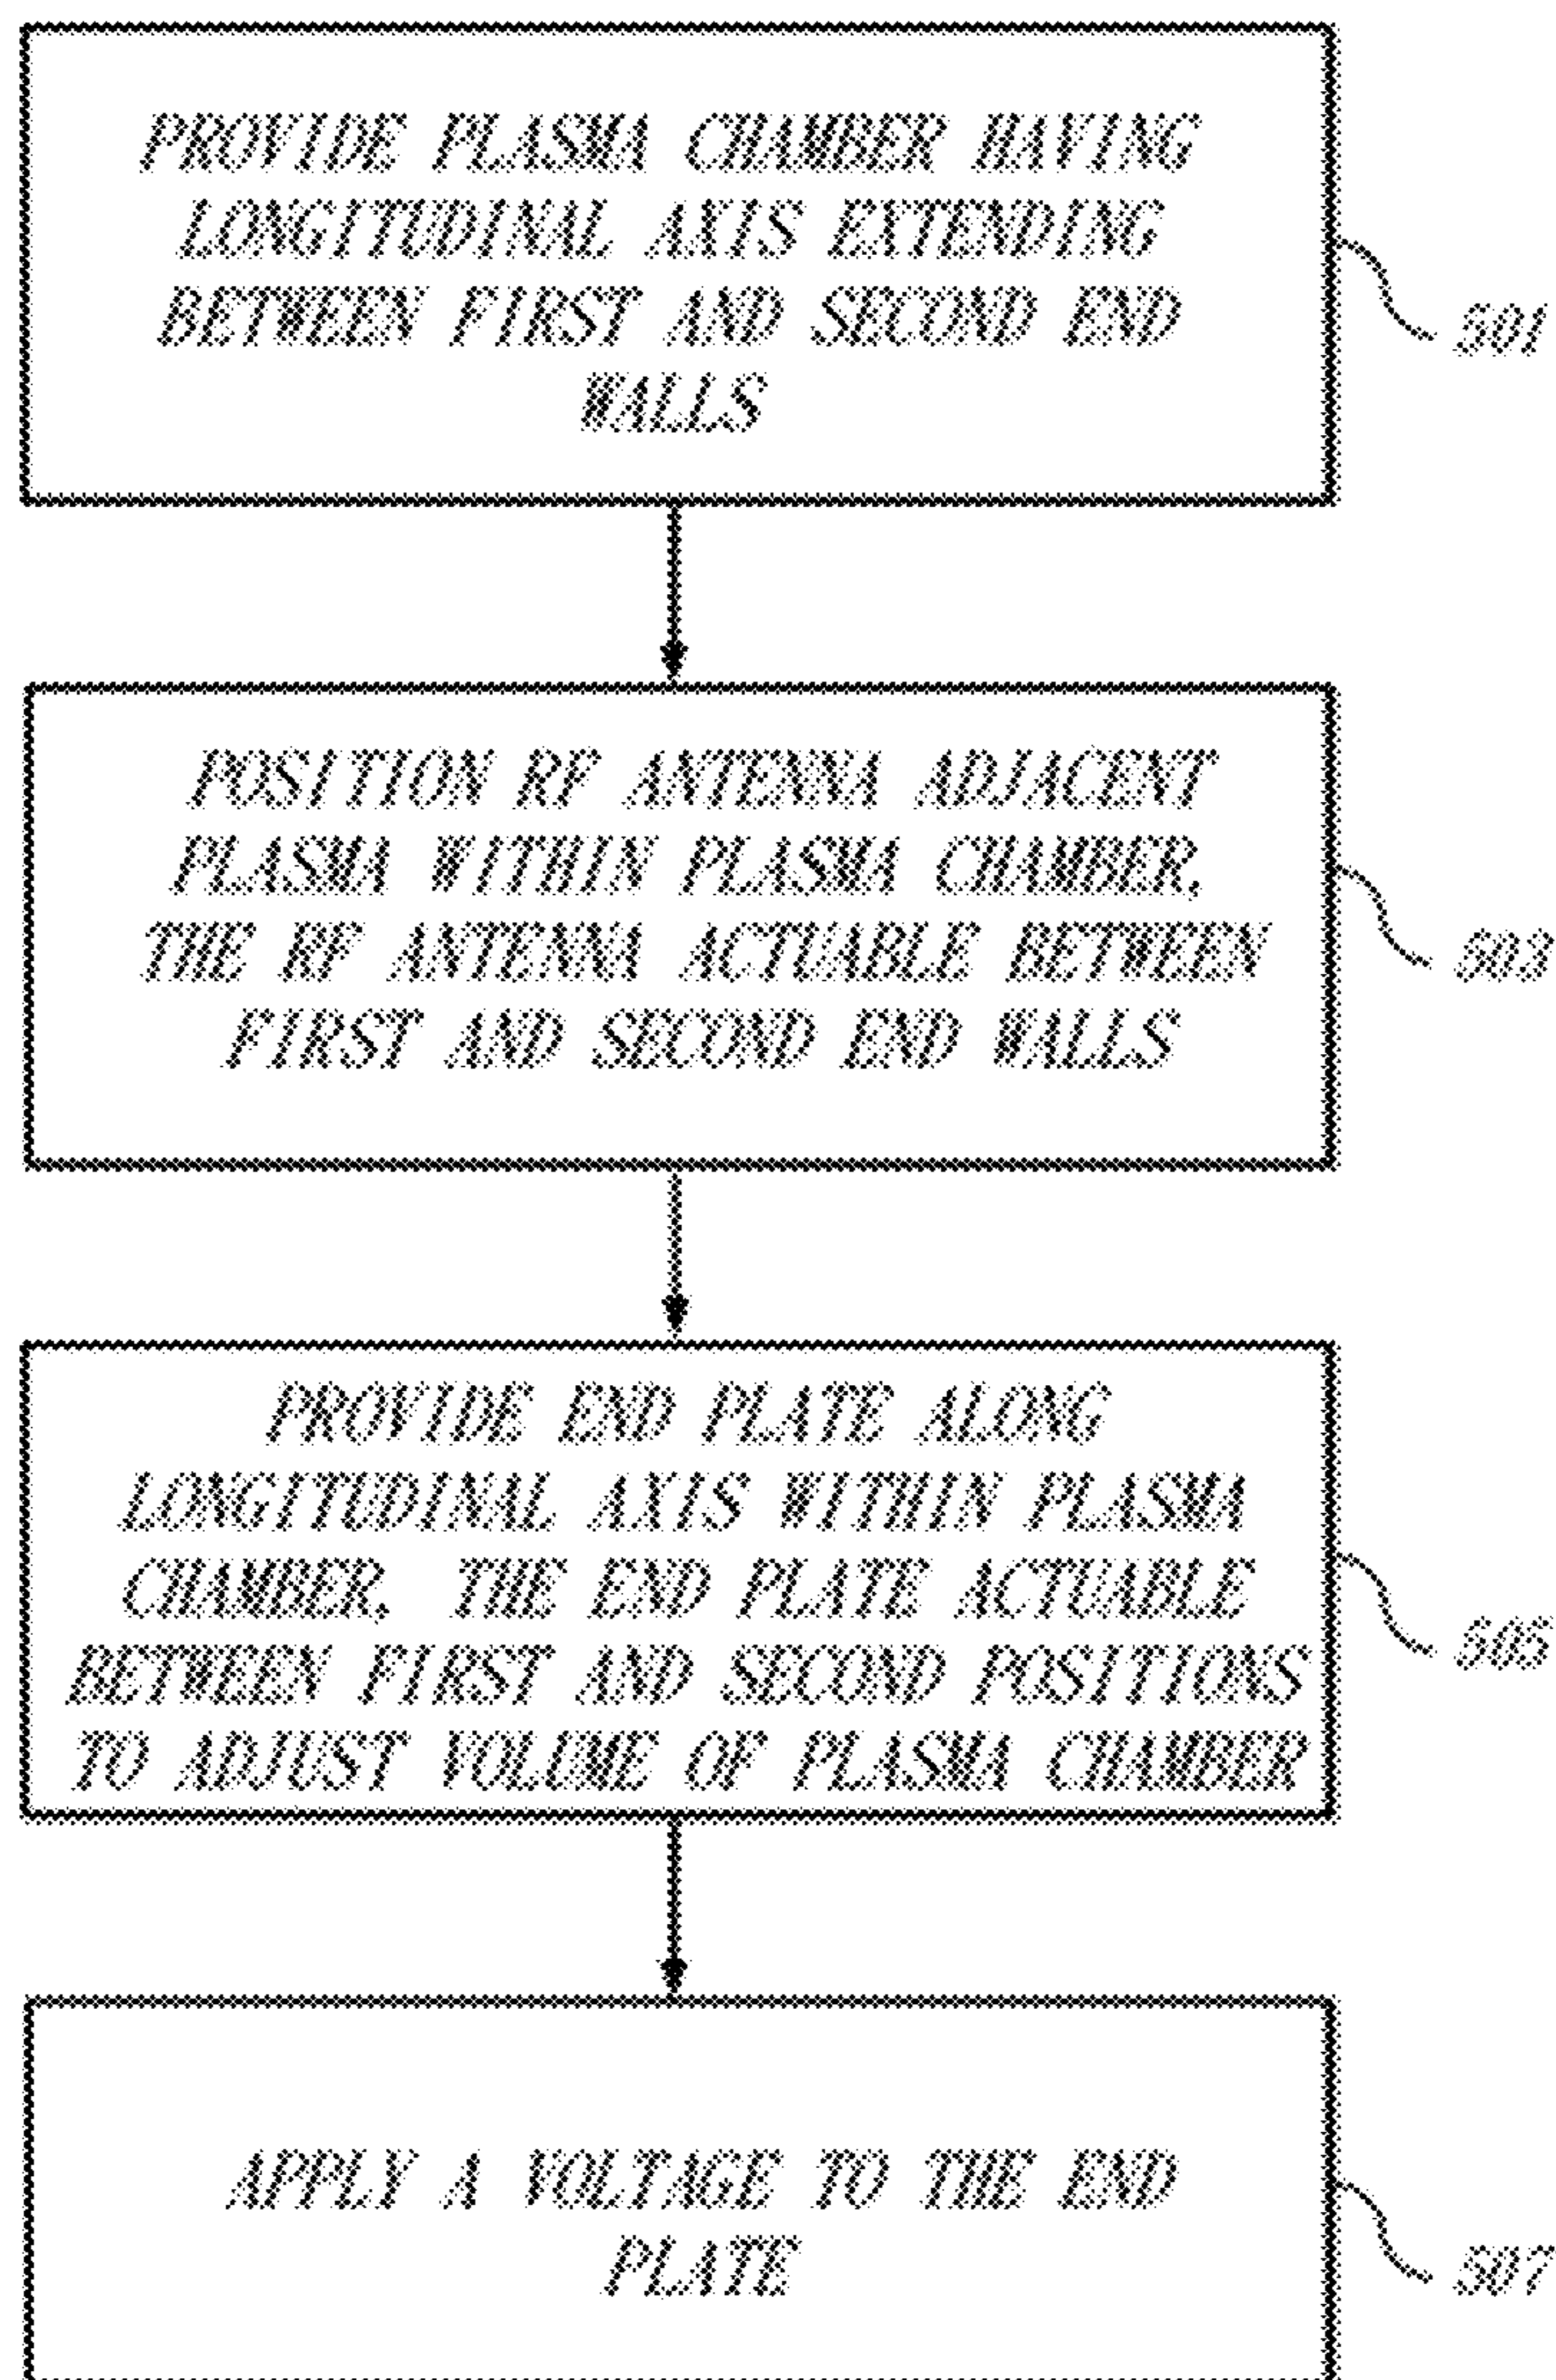 PROVIDE PLASMA CHAMBER HAVING
LONGITUDINAL AXIS EXTENDING
BETWEEN FIRST AND SECOND END
WALLS
501
POSITION RF ANTENNA ADJACENT
PLASMA WITHIN PLASMA CHAMBER,
THE RF ANTENNA ACTUABLE BETWEEN
FIRST AND SECOND END WALLS
503
PROVIDE END PLATE ALONG
LONGITUDINAL AXIS WITHIN PLASMA
CHAMBER, THE END PLATE ACTUABLE
BETWEEN FIRST AND SECOND POSITIONS
TO ADJUST VOLUME OF PLASMA CHAMBER
505
APPLY A VOLTAGE TO THE END
PLATE
507